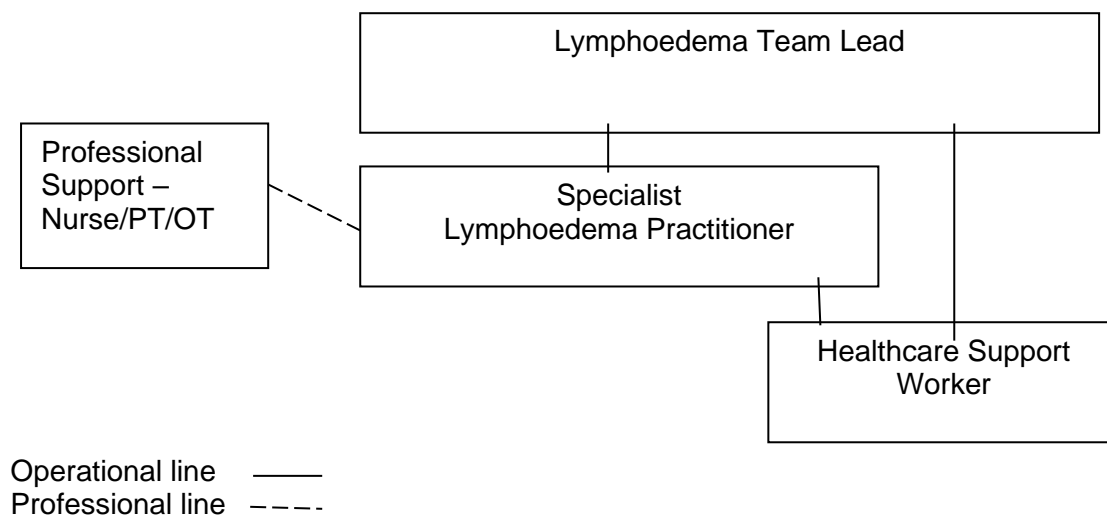 Lymphoedema Team Lead
Professional
Support –
Nurse/PT/OT
Specialist
Lymphoedema Practitioner
Healthcare Support
Worker
Operational line
Professional line